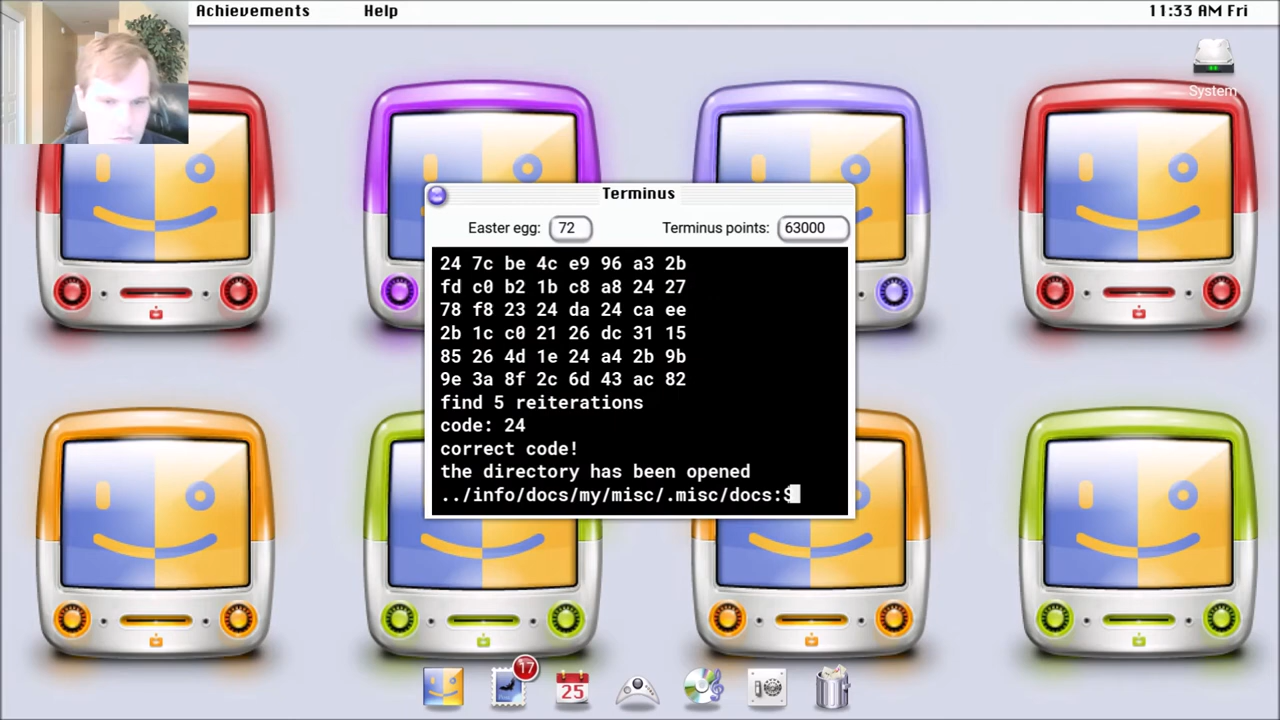 Achievements Help 11:33 AM Fri
System
Terminus
Easter egg: 72 Terminus points: 63000
24 7c be 4c e9 96 a3 2b
fd c0 b2 1b c8 a8 24 27
78 f8 23 24 da 24 ca ee
2b 1c c0 21 26 dc 31 15
85 26 4d 1e 24 a4 2b 9b
9e 3a 8f 2c 6d 43 ac 82
find 5 reiterations
code: 24
correct code!
the directory has been opened
../info/docs/my/misc/.misc/docs:$
17
25